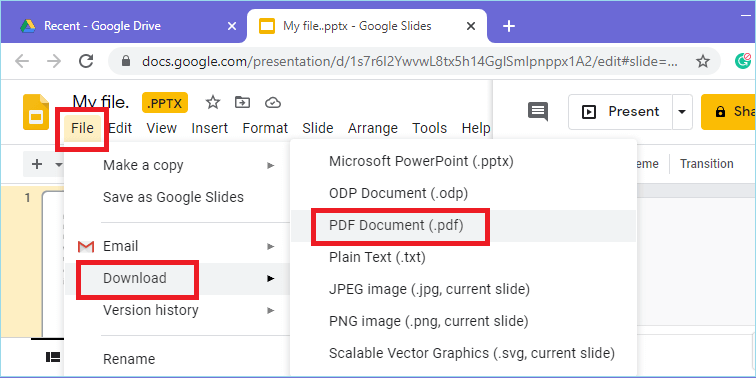 Recent - Google Drive
My file..pptx - Google Slides
docs.google.com/presentation/d/1s7r6I2YwvwL8tx5h14GglSmIpnppx1A2/edit#slide=...
My file.
.PPTX
Present
Sha
File Edit View Insert Format Slide Arrange Tools Help
Make a copy
Save as Google Slides
Email
Download
Version history
Rename
Microsoft PowerPoint (.pptx)
ODP Document (.odp)
PDF Document (.pdf)
Plain Text (.txt)
JPEG image (.jpg, current slide)
PNG image (.png, current slide)
Scalable Vector Graphics (.svg, current slide)
eme
Transition
1